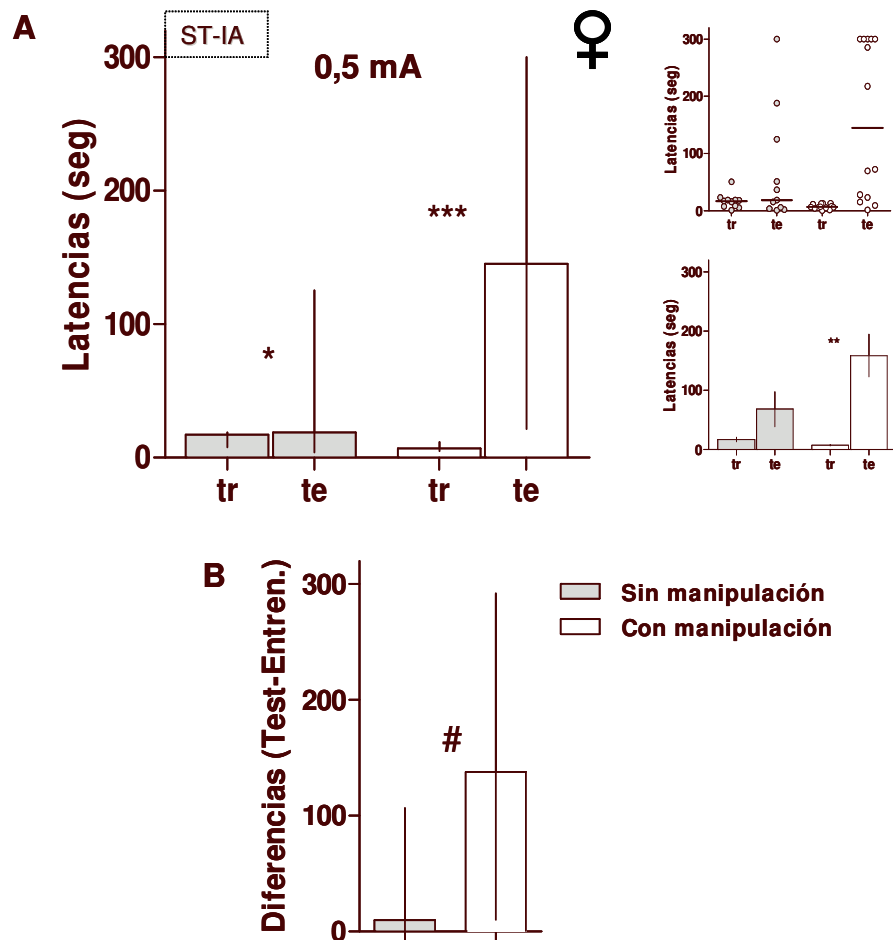 A
ST-IA
0,5 mA
♀
Latencias (seg)
300
200
100
0
*
***
tr
te
tr
te
Latencias (seg)
300
200
100
0
tr
te
tr
te
Latencias (seg)
300
200
100
0
**
tr
te
tr
te
B
Diferencias (Test-Entren.)
300
200
100
0
#
Sin manipulación
Con manipulación